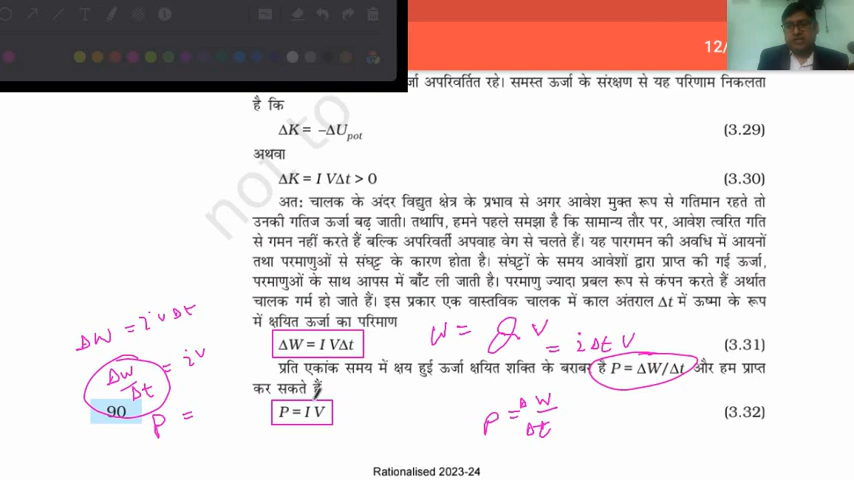 12/
र्जा अपरिवर्तित रहे। समस्त ऊर्जा के संरक्षण से यह परिणाम निकलता
है कि
ΔK = –ΔU_pot (3.29)
अथवा
ΔK = I VΔt > 0 (3.30)
अत: चालक के अंदर विद्युत क्षेत्र के प्रभाव से अगर आवेश मुक्त रूप से गतिमान रहते तो
उनकी गतिज ऊर्जा बढ़ जाती। तथापि, हमने पहले समझा है कि सामान्य तौर पर, आवेश त्वरित गति
से गमन नहीं करते हैं बल्कि अपरिवर्ती अपवाह वेग से चलते हैं। यह पारगमन की अवधि में आयनों
तथा परमाणुओं से संघट्ट के कारण होता है। संघट्टों के समय आवेशों द्वारा प्राप्त की गई ऊर्जा,
परमाणुओं के साथ आपस में बाँट ली जाती है। परमाणु ज्यादा प्रबल रूप से कंपन करते हैं अर्थात
चालक गर्म हो जाते हैं। इस प्रकार एक वास्तविक चालक में काल अंतराल Δt में ऊष्मा के रूप
में क्षयित ऊर्जा का परिमाण
ΔW = I VΔt (3.31)
प्रति एकांक समय में क्षय हुई ऊर्जा क्षयित शक्ति के बराबर है P = ΔW/Δt और हम प्राप्त
कर सकते हैं
P = I V (3.32)
ΔW = i V Δt
ΔW/Δt = i V
P =
W = Q V
= i Δt V
P = ΔW/Δt
90
not to
Rationalised 2023-24